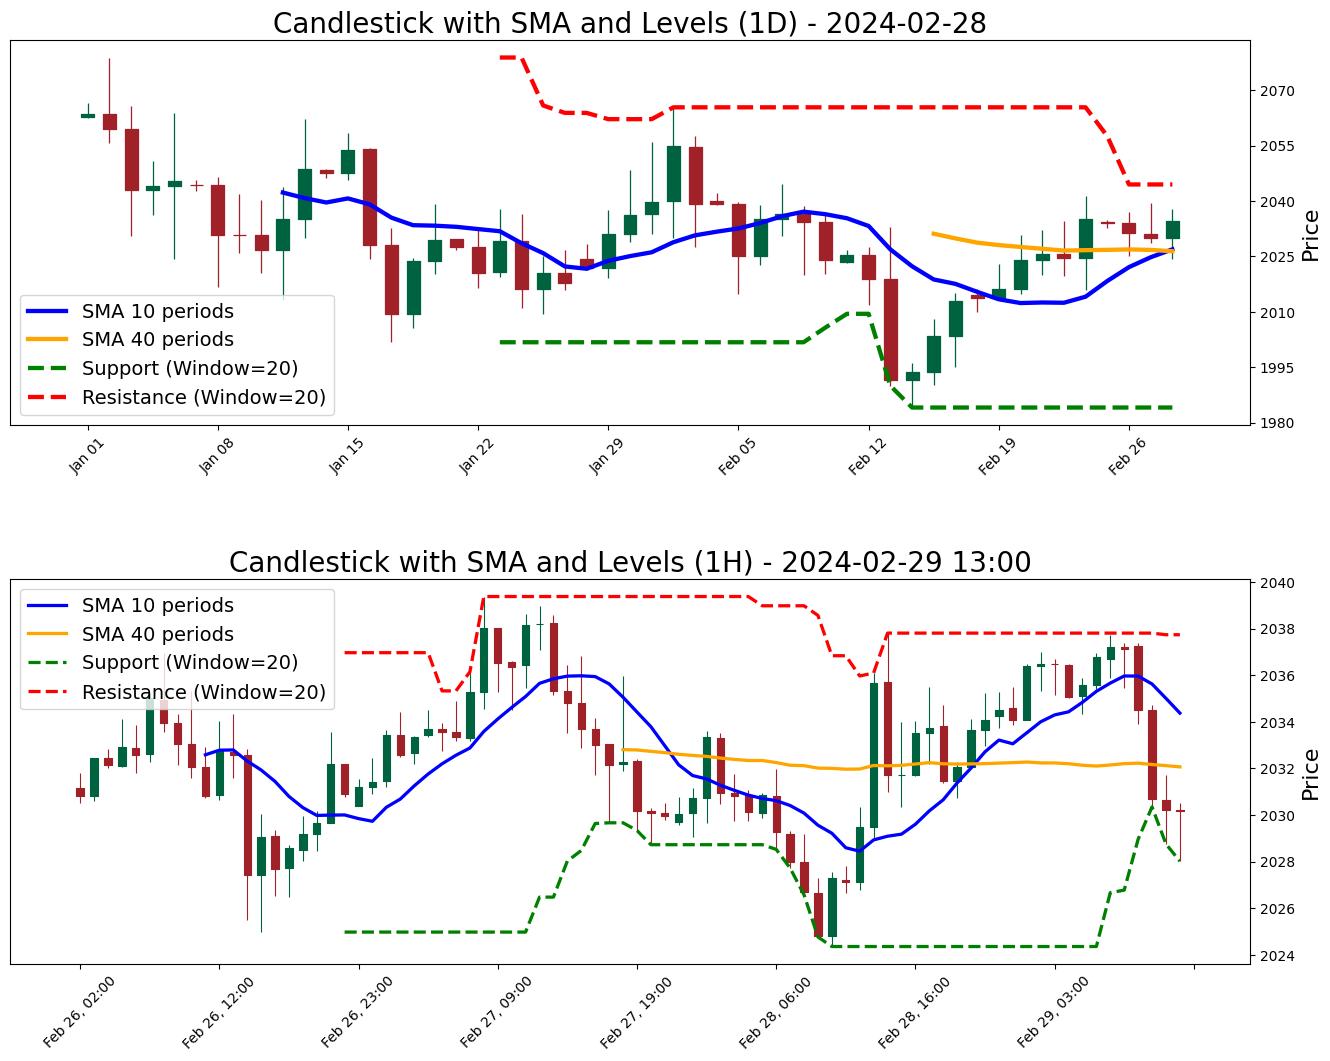 Candlestick with SMA and Levels (1D) - 2024-02-28
2070
2055
2040
2025
2010
1995
1980
Price
SMA 10 periods
SMA 40 periods
Support (Window=20)
Resistance (Window=20)
Jan 01
Jan 08
Jan 15
Jan 22
Jan 29
Feb 05
Feb 12
Feb 19
Feb 26
Candlestick with SMA and Levels (1H) - 2024-02-29 13:00
SMA 10 periods
SMA 40 periods
Support (Window=20)
Resistance (Window=20)
2040
2038
2036
2034
2032
2030
2028
2026
2024
Price
Feb 26, 02:00
Feb 26, 12:00
Feb 26, 23:00
Feb 27, 09:00
Feb 27, 19:00
Feb 28, 06:00
Feb 28, 16:00
Feb 29, 03:00